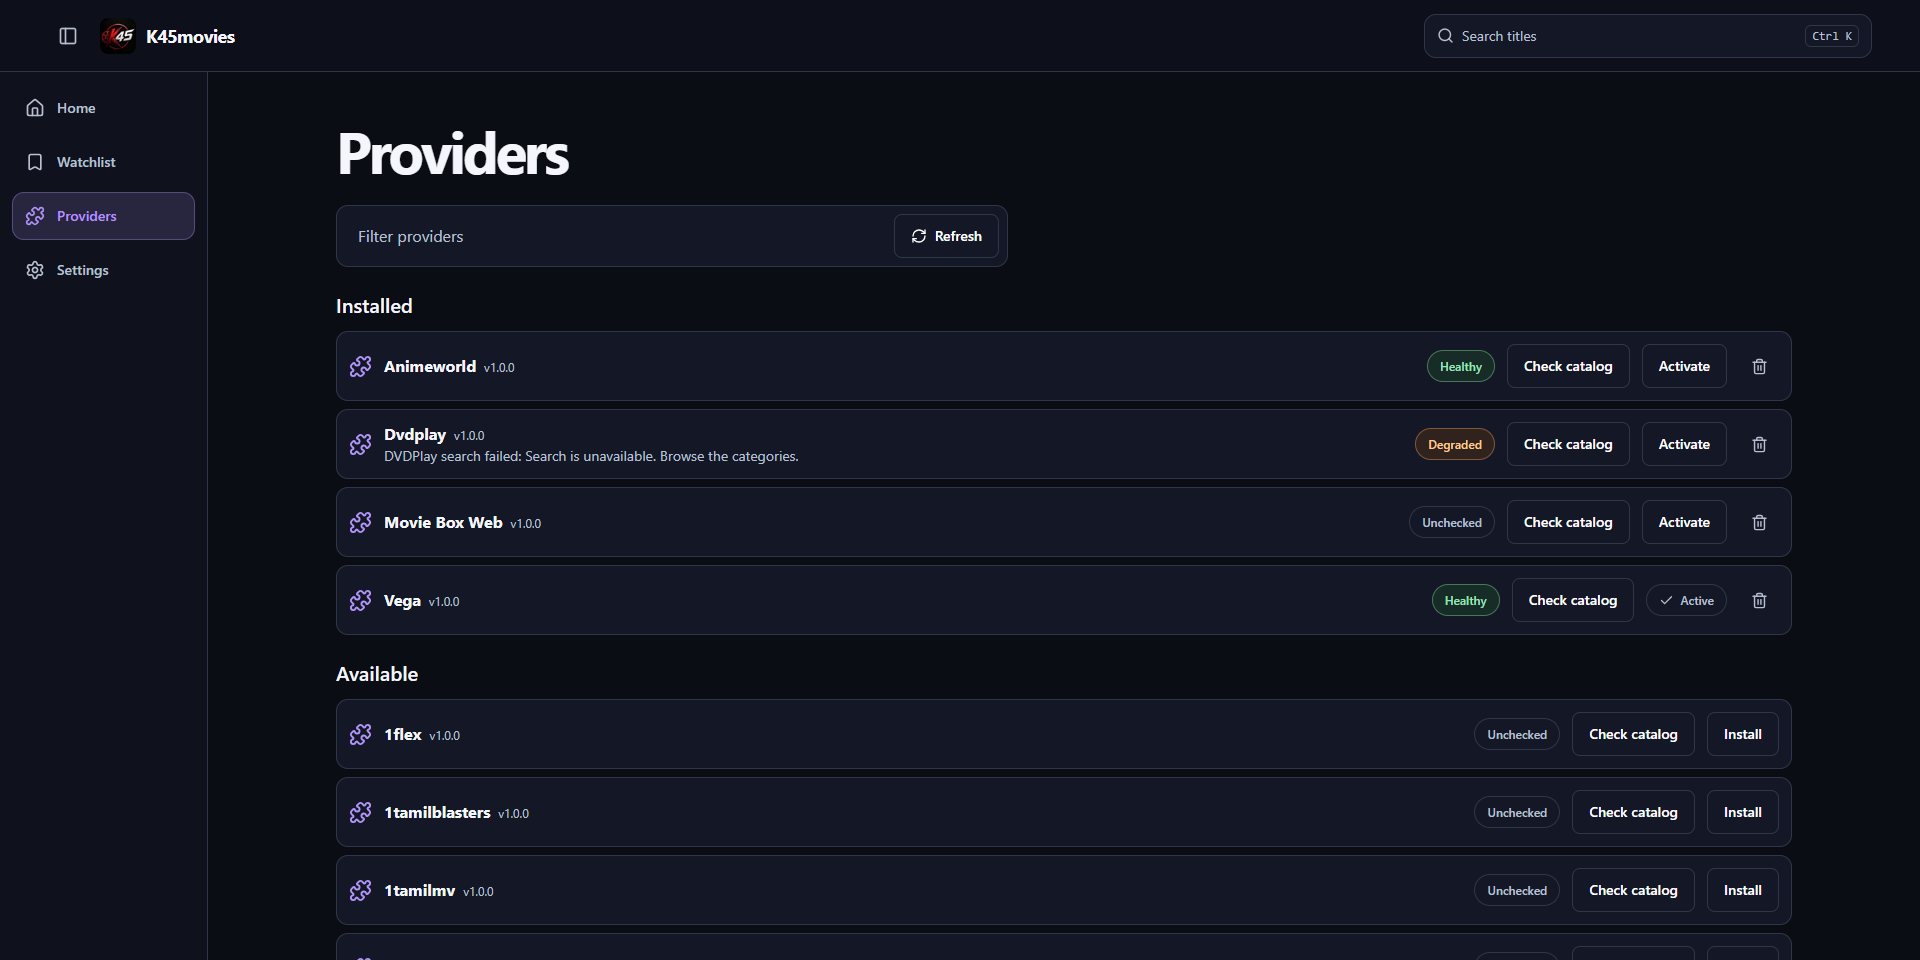 K45 K45movies
Search titles Ctrl K
Home
Watchlist
Providers
Settings
Providers
Filter providers Refresh
Installed
Animeworld v1.0.0 Healthy Check catalog Activate
Dvdplay v1.0.0 Degraded Check catalog Activate
DVDPlay search failed: Search is unavailable. Browse the categories.
Movie Box Web v1.0.0 Unchecked Check catalog Activate
Vega v1.0.0 Healthy Check catalog Active
Available
1flex v1.0.0 Unchecked Check catalog Install
1tamilblasters v1.0.0 Unchecked Check catalog Install
1tamilmv v1.0.0 Unchecked Check catalog Install